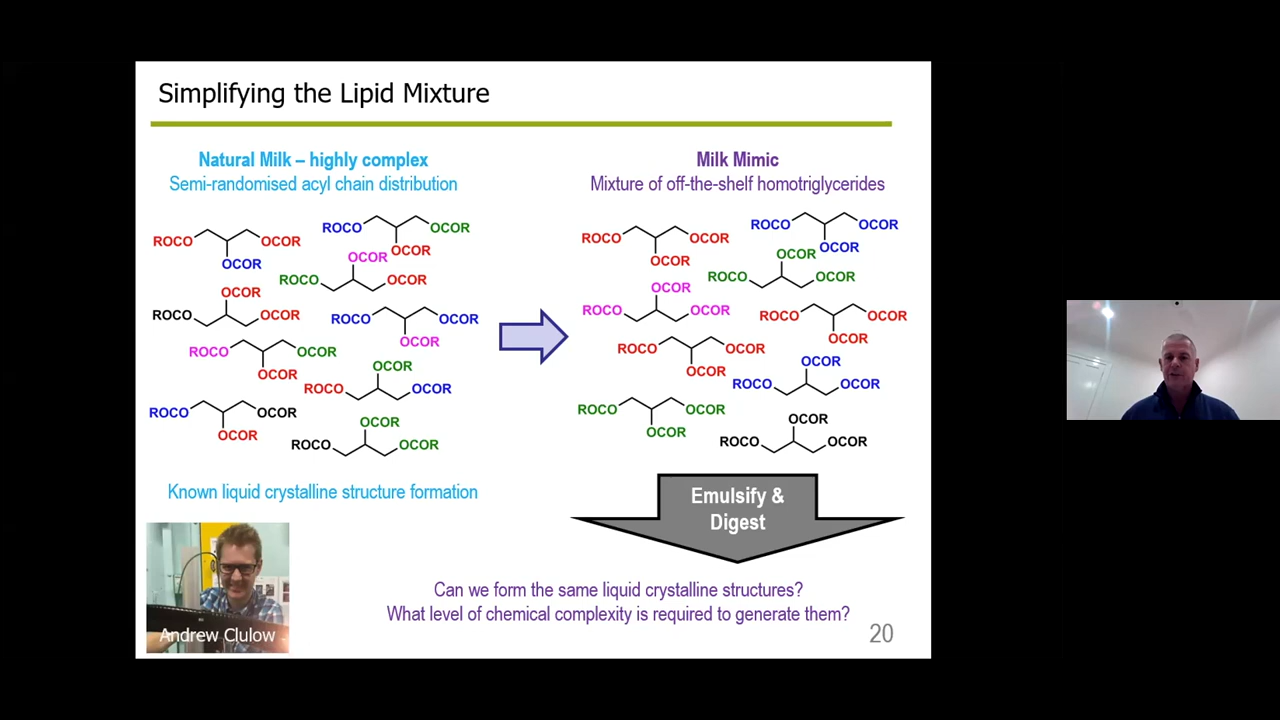 Simplifying the Lipid Mixture
Natural Milk – highly complex
Semi-randomised acyl chain distribution
ROCO OCOR
OCOR
ROCO OCOR
OCOR
OCOR
ROCO OCOR
OCOR
ROCO OCOR
ROCO OCOR
OCOR
ROCO OCOR
OCOR
OCOR
ROCO OCOR
ROCO OCOR
OCOR
OCOR
ROCO OCOR
Known liquid crystalline structure formation
Andrew Clulow
Milk Mimic
Mixture of off-the-shelf homotriglycerides
ROCO OCOR
OCOR
ROCO OCOR
OCOR
OCOR
ROCO OCOR
OCOR
ROCO OCOR
ROCO OCOR
OCOR
ROCO OCOR
OCOR
OCOR
ROCO OCOR
ROCO OCOR
OCOR
OCOR
ROCO OCOR
Emulsify &
Digest
Can we form the same liquid crystalline structures?
What level of chemical complexity is required to generate them?
20